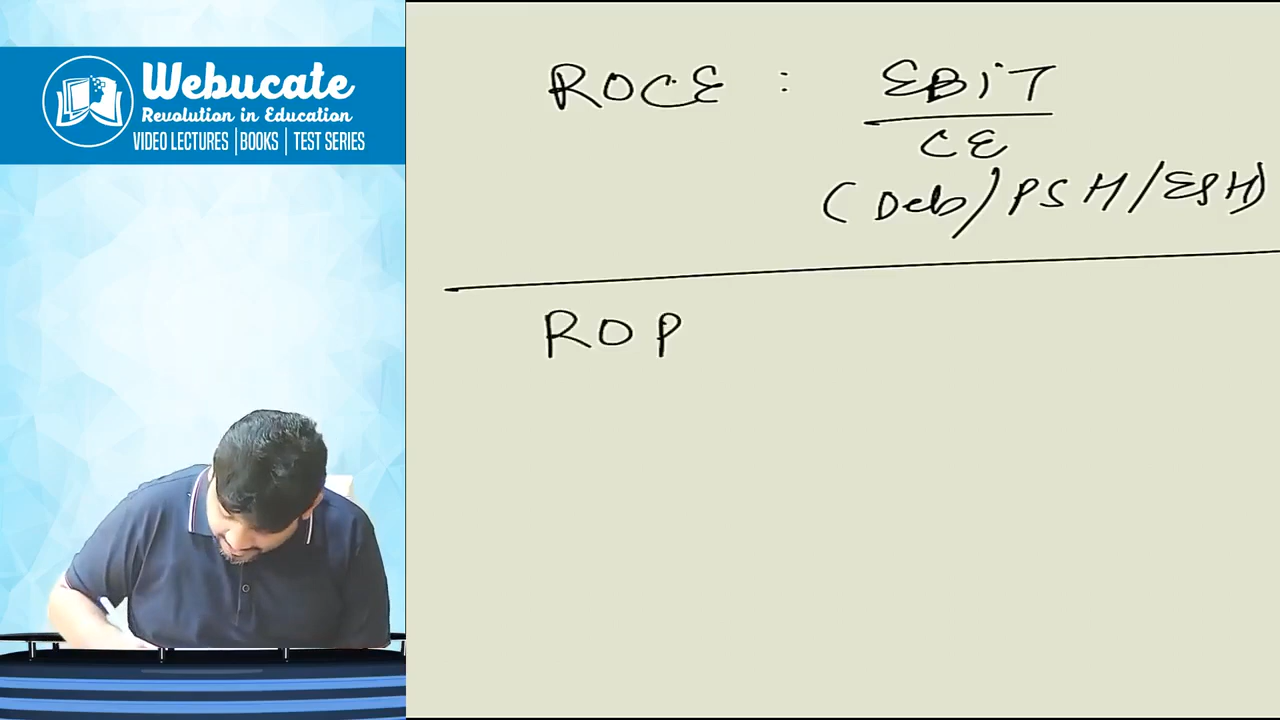 Webucate
Revolution in Education
VIDEO LECTURES | BOOKS | TEST SERIES
ROCE : EBIT
CE
(Deb/PSH/ESH)
ROP